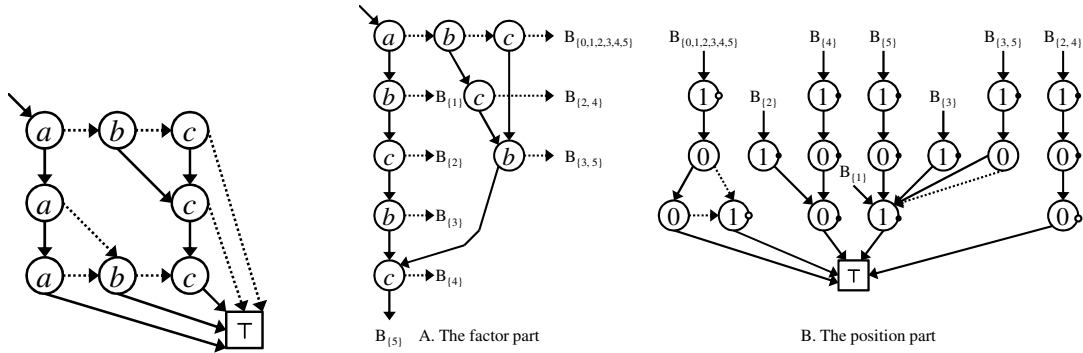 a b c
a c
a b c
⊤
a b c B{0,1,2,3,4,5}
b B{1} c B{2, 4}
c B{2} b B{3, 5}
b B{3}
c B{4}
B{5} A. The factor part
B{0,1,2,3,4,5} B{4} B{5} B{3, 5} B{2, 4}
1 B{2} 1 1 B{3} 1 1
0 1 0 0 1 0 0
B{1}
0 1 0 1 0
⊤
B. The position part